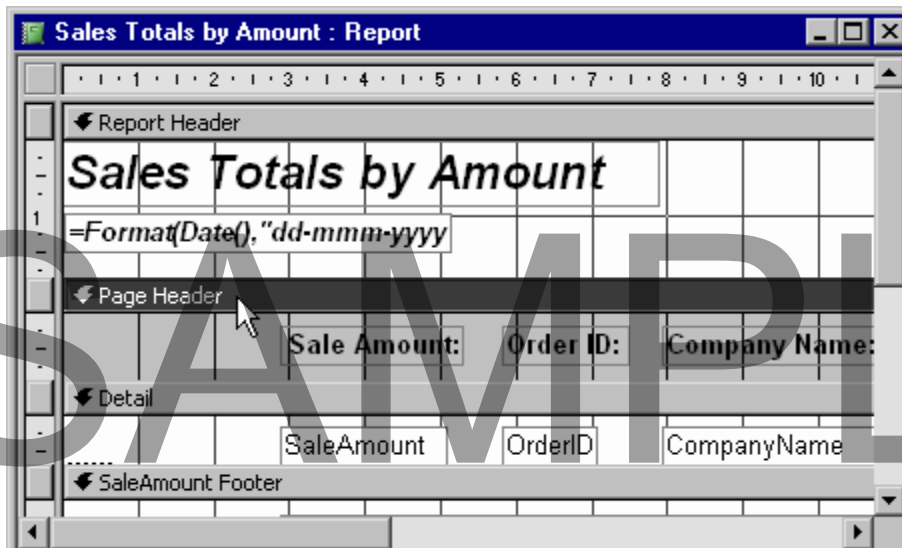 Sales Totals by Amount : Report
1 2 3 4 5 6 7 8 9 10
Report Header
Sales Totals by Amount
1
=Format(Date(),"dd-mmm-yyyy
Page Header
Sale Amount: Order ID: Company Name:
Detail
SaleAmount OrderID CompanyName
SaleAmount Footer
SAMPL